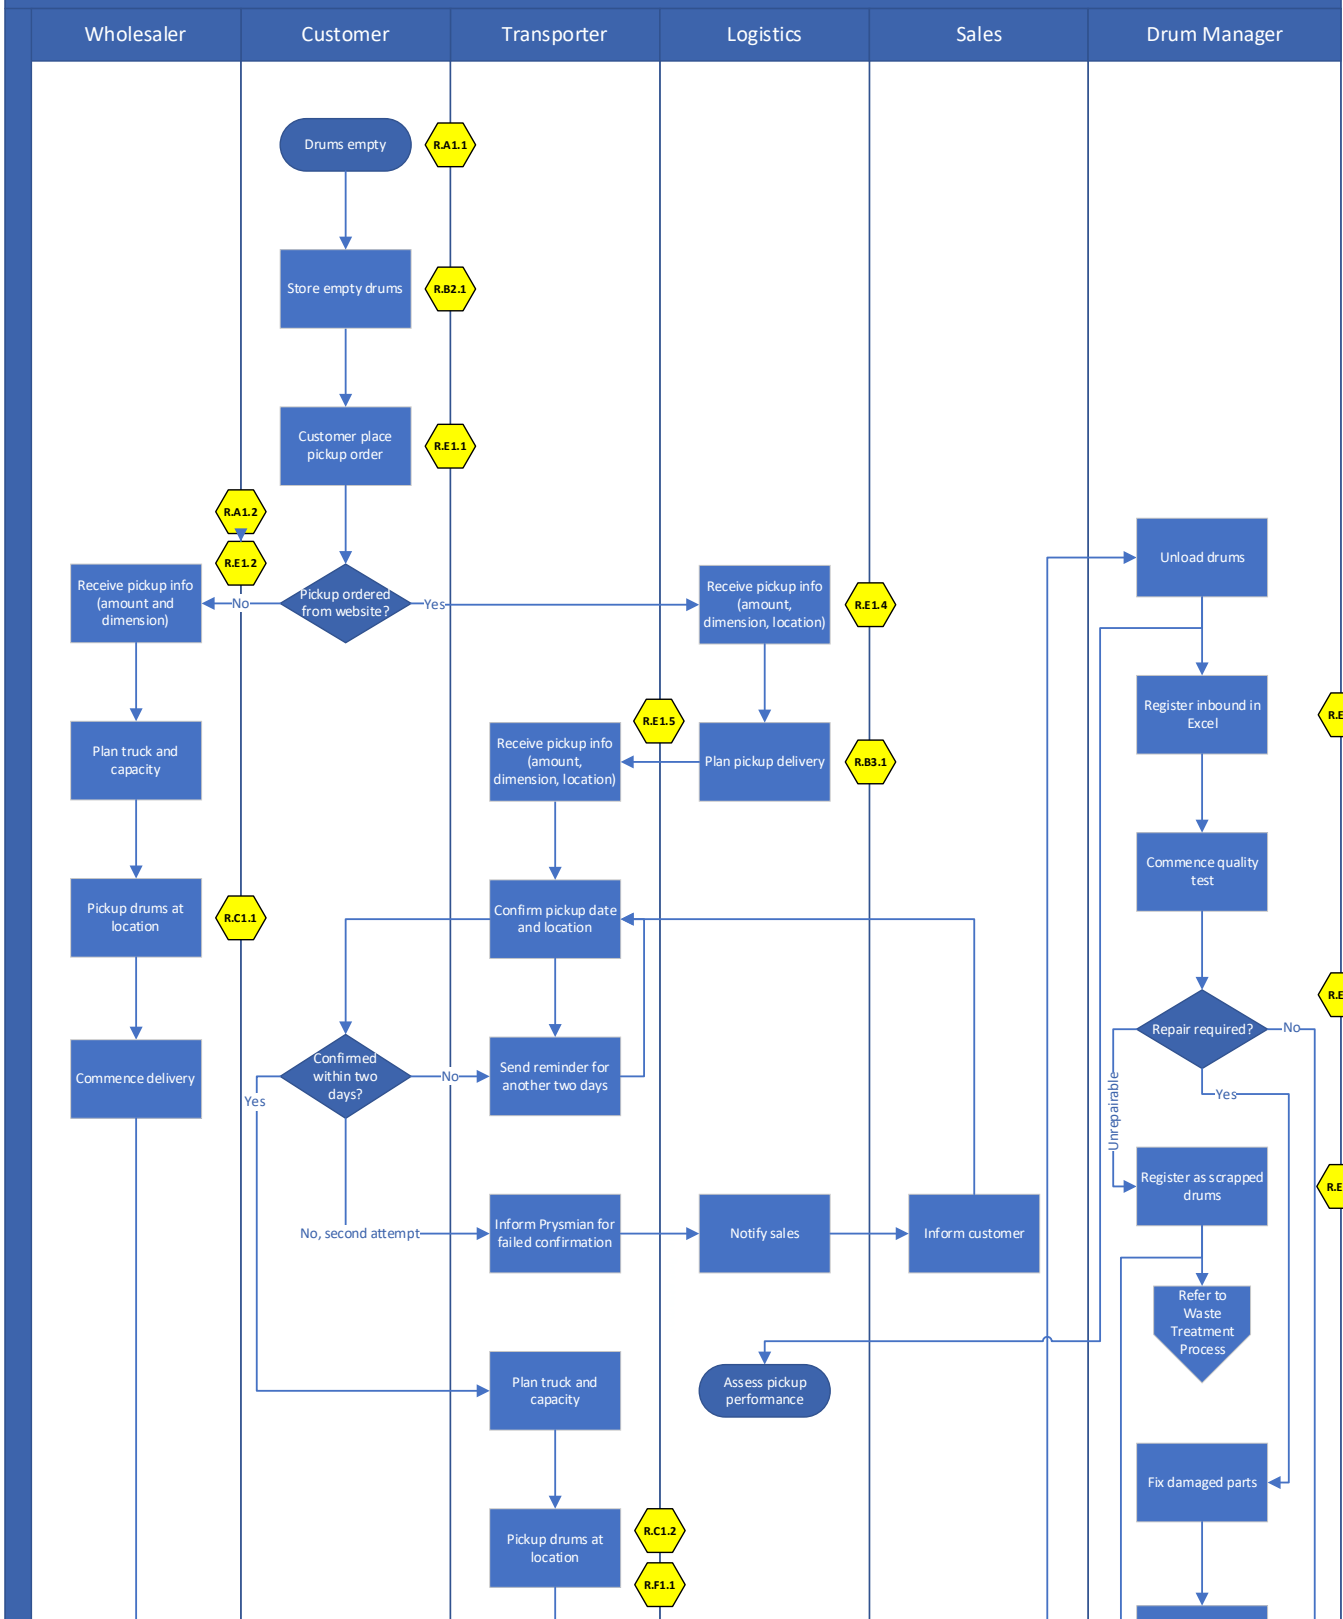 Wholesaler
Customer
Transporter
Logistics
Sales
Drum Manager
Drums empty
R.A1.1
Store empty drums
R.B2.1
Customer place
pickup order
R.E1.1
R.A1.2
R.E1.2
Receive pickup info
(amount and
dimension)
No
Pickup ordered
from website?
Yes
Receive pickup info
(amount,
dimension, location)
R.E1.4
Unload drums
Plan truck and
capacity
Receive pickup info
(amount,
dimension, location)
R.E1.5
Plan pickup delivery
R.B3.1
Register inbound in
Excel
R.E
Pickup drums at
location
R.C1.1
Confirm pickup date
and location
Commence quality
test
Commence delivery
Confirmed
within two
days?
Yes
No
Send reminder for
another two days
Repair required?
No
R.E
Yes
Unrepairable
No, second attempt
Inform Prysmian for
failed confirmation
Notify sales
Inform customer
Register as scrapped
drums
R.E
Refer to
Waste
Treatment
Process
Plan truck and
capacity
Assess pickup
performance
Fix damaged parts
Pickup drums at
location
R.C1.2
R.F1.1